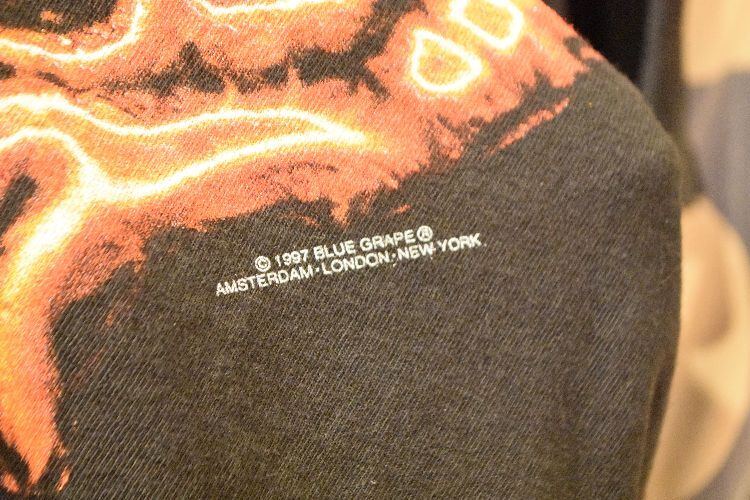 © 1997 BLUE GRAPE®
AMSTERDAM·LONDON·NEW YORK